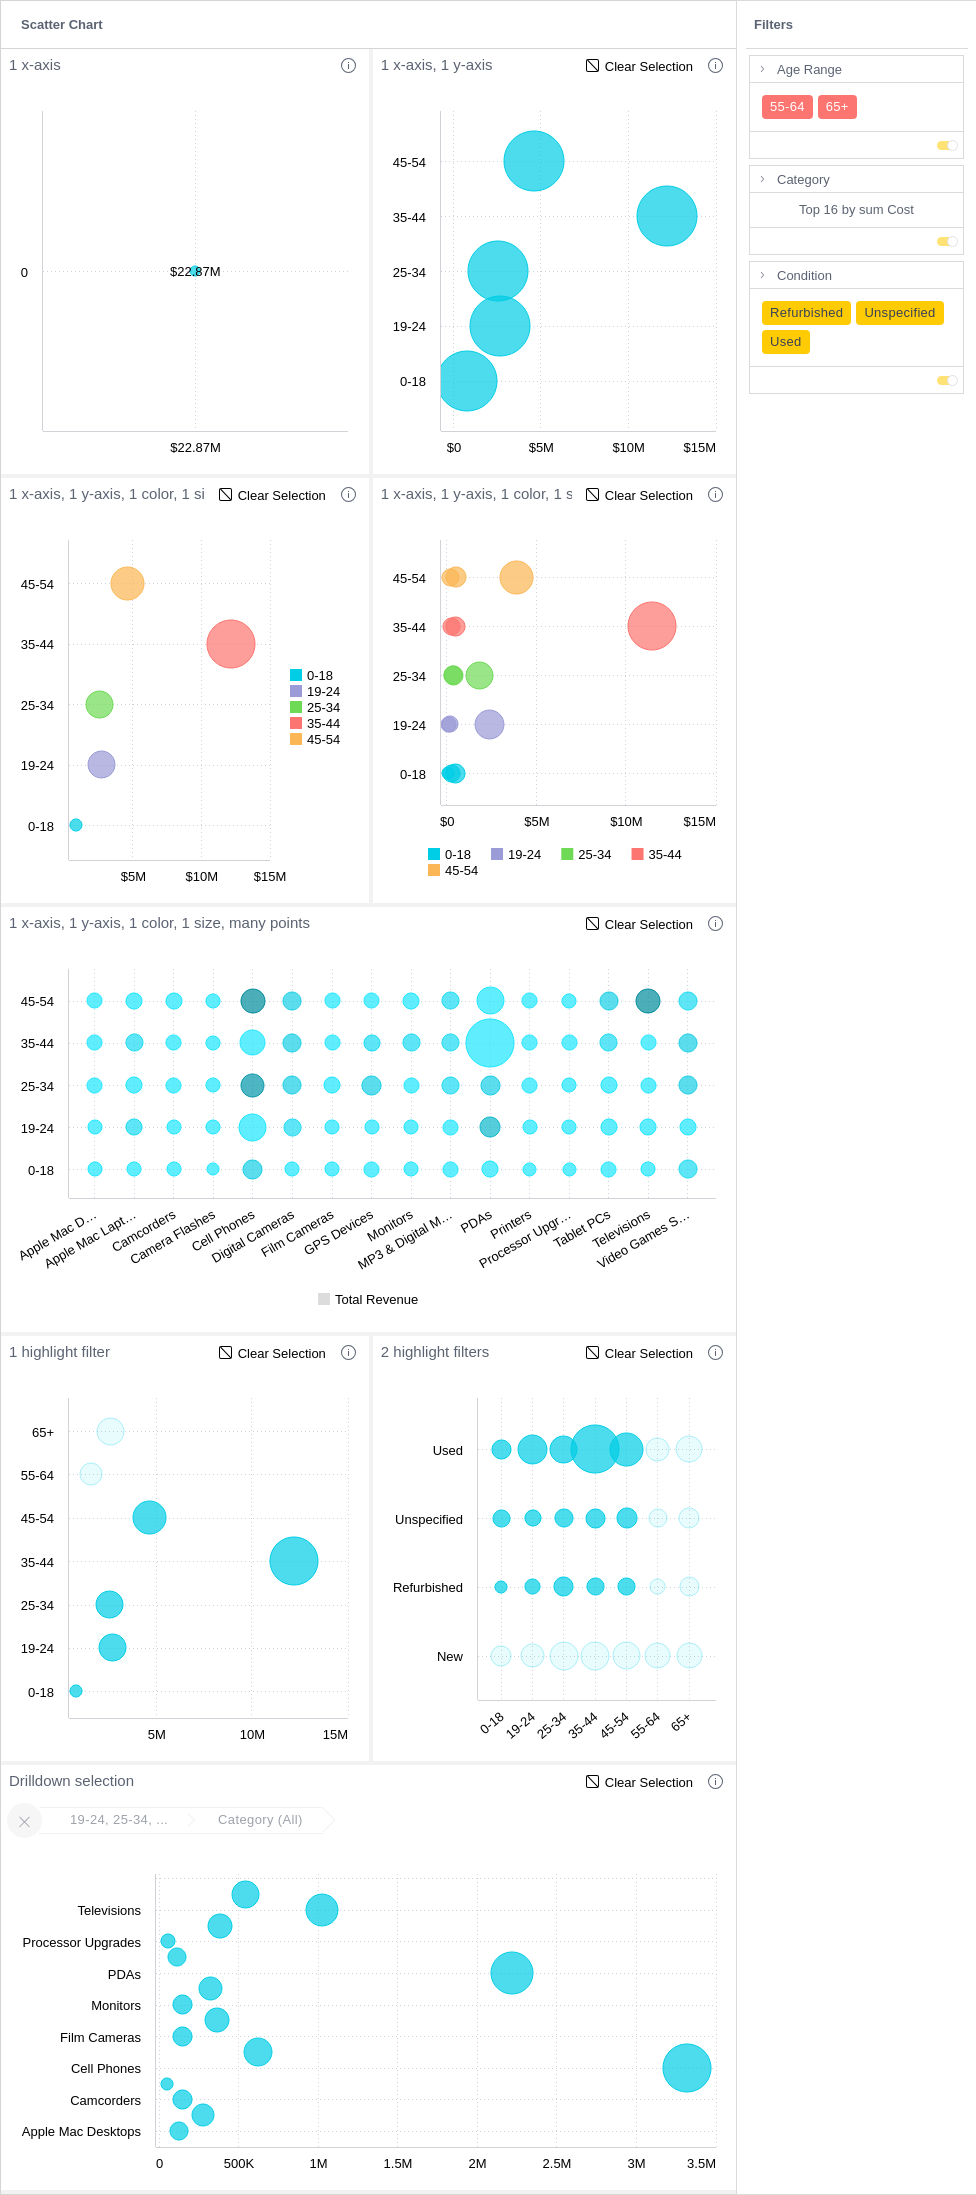 Scatter Chart
Filters
1 x-axis
1 x-axis, 1 y-axis
Clear Selection
Age Range
55-64
65+
Category
Top 16 by sum Cost
Condition
Refurbished
Unspecified
Used
0
$22.87M
$22.87M
45-54
35-44
25-34
19-24
0-18
$0
$5M
$10M
$15M
1 x-axis, 1 y-axis, 1 color, 1 si
Clear Selection
45-54
35-44
25-34
19-24
0-18
$5M
$10M
$15M
0-18
19-24
25-34
35-44
45-54
1 x-axis, 1 y-axis, 1 color, 1 s
Clear Selection
45-54
35-44
25-34
19-24
0-18
$0
$5M
$10M
$15M
0-18
19-24
25-34
35-44
45-54
1 x-axis, 1 y-axis, 1 color, 1 size, many points
Clear Selection
45-54
35-44
25-34
19-24
0-18
Apple Mac D…
Apple Mac Lapt…
Camcorders
Camera Flashes
Cell Phones
Digital Cameras
Film Cameras
GPS Devices
Monitors
MP3 & Digital M…
PDAs
Printers
Processor Upgr…
Tablet PCs
Televisions
Video Games S…
Total Revenue
1 highlight filter
Clear Selection
65+
55-64
45-54
35-44
25-34
19-24
0-18
5M
10M
15M
2 highlight filters
Clear Selection
Used
Unspecified
Refurbished
New
0-18
19-24
25-34
35-44
45-54
55-64
65+
Drilldown selection
Clear Selection
19-24, 25-34, ...
Category (All)
Televisions
Processor Upgrades
PDAs
Monitors
Film Cameras
Cell Phones
Camcorders
Apple Mac Desktops
0
500K
1M
1.5M
2M
2.5M
3M
3.5M